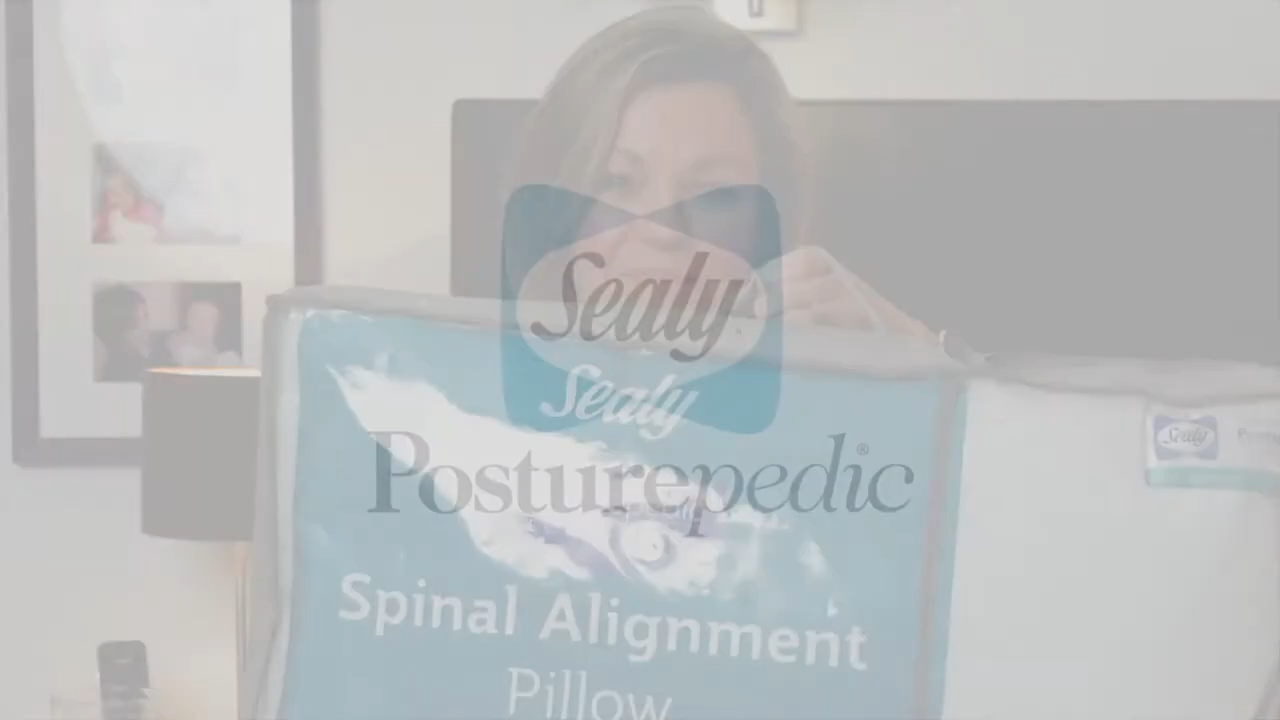 Sealy
Sealy
Posturepedic®
Sealy
Spinal Alignment
Pillow